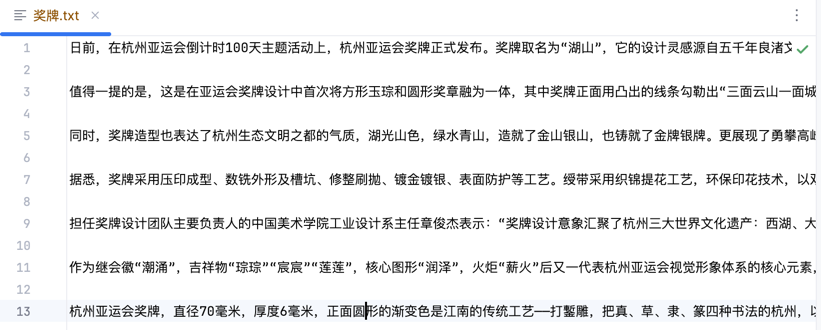 奖牌.txt
1 日前，在杭州亚运会倒计时100天主题活动上，杭州亚运会奖牌正式发布。奖牌取名为“湖山”，它的设计灵感源自五千年良渚文
2
3 值得一提的是，这是在亚运会奖牌设计中首次将方形玉琮和圆形奖章融为一体，其中奖牌正面用凸出的线条勾勒出“三面云山一面城
4
5 同时，奖牌造型也表达了杭州生态文明之都的气质，湖光山色，绿水青山，造就了金山银山，也铸就了金牌银牌。更展现了勇攀高峰
6
7 据悉，奖牌采用压印成型、数铣外形及槽坑、修整刷抛、镀金镀银、表面防护等工艺。绶带采用织锦提花工艺，环保印花技术，以双
8
9 担任奖牌设计团队主要负责人的中国美术学院工业设计系主任章俊杰表示：“奖牌设计意象汇聚了杭州三大世界文化遗产：西湖、大
10
11 作为继会徽“潮涌”，吉祥物“琮琮”“宸宸”“莲莲”，核心图形“润泽”，火炬“薪火”后又一代表杭州亚运会视觉形象体系的核心元素，
12
13 杭州亚运会奖牌，直径70毫米，厚度6毫米，正面圆形的渐变色是江南的传统工艺——打錾雕，把真、草、隶、篆四种书法的杭州，以